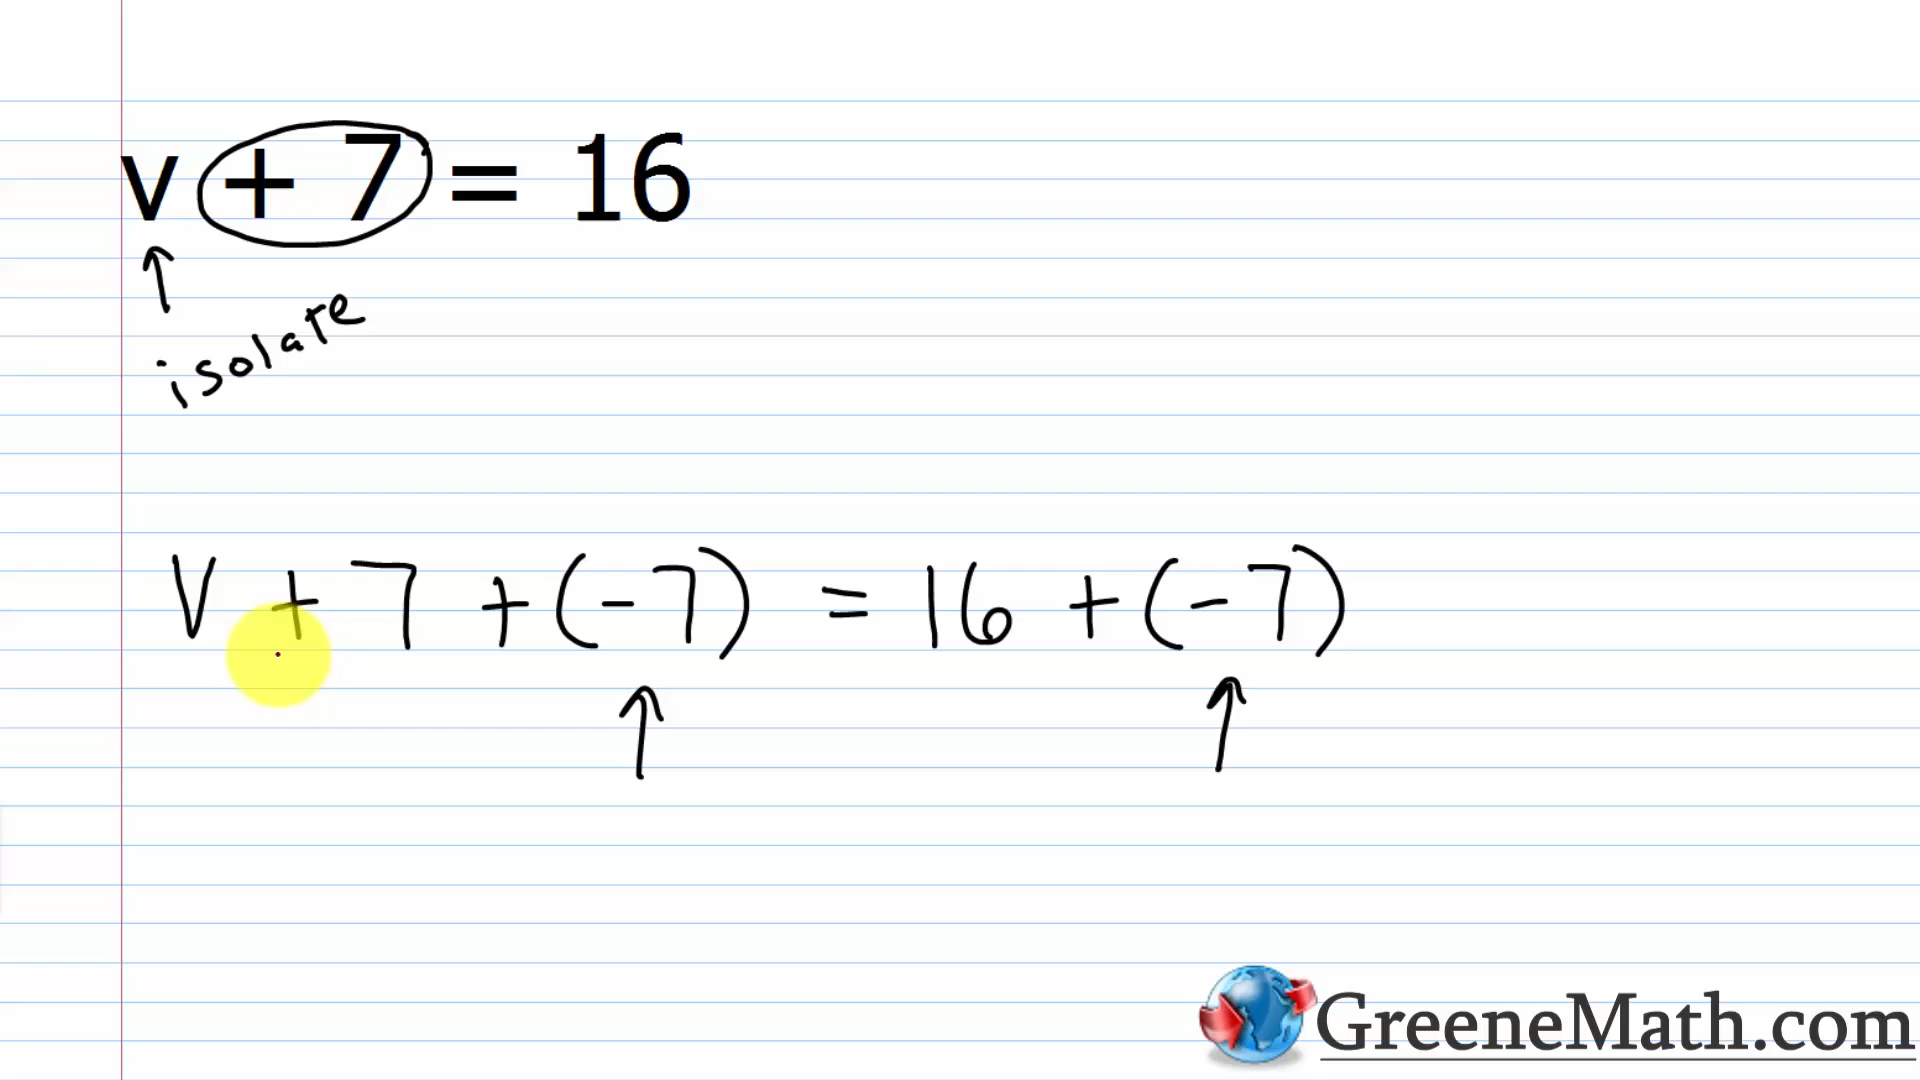 v + 7 = 16
isolate
V + 7 + (-7) = 16 + (-7)
GreeneMath.com